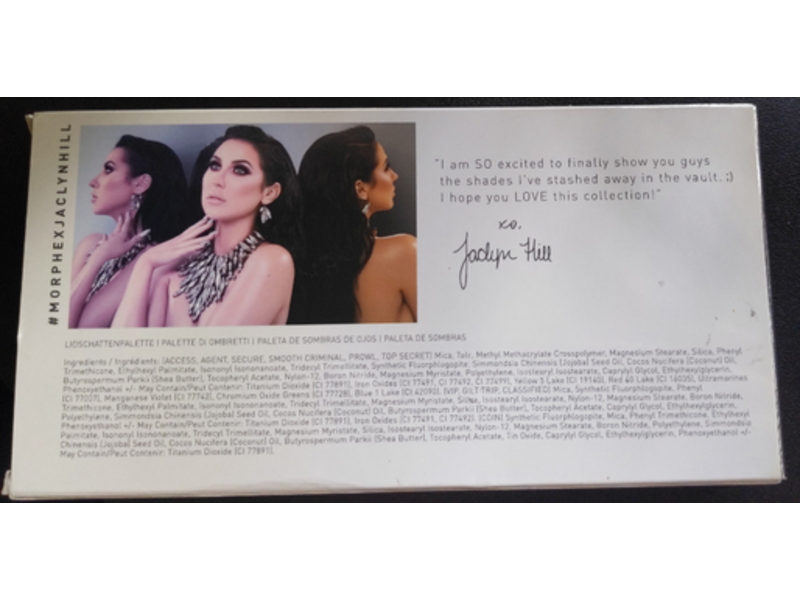 #MORPHEXJACLYNHILL
"I am SO excited to finally show you guys
the shades I've stashed away in the vault. ;)
I hope you LOVE this collection!"
xo,
Jaclyn Hill
LIDSCHATTENPALETTE | PALETTE DI OMBRETTI | PALETA DE SOMBRAS DE OJOS | PALETA DE SOMBRAS
Ingredients / Ingrédients: (ACCESS, AGENT, SECURE, SMOOTH CRIMINAL, PROWL, TOP SECRET) Mica, Talc, Methyl Methacrylate Crosspolymer, Magnesium Stearate, Silica, Phenyl
Trimethicone, Ethylhexyl Palmitate, Isononyl Isononanoate, Tridecyl Trimellitate, Synthetic Fluorphlogopite, Simmondsia Chinensis (Jojoba) Seed Oil, Cocos Nucifera (Coconut) Oil,
Butyrospermum Parkii (Shea Butter), Tocopheryl Acetate, Nylon-12, Boron Nitride, Magnesium Myristate, Polyethylene, Isostearyl Isostearate, Caprylyl Glycol, Ethylhexylglycerin,
Phenoxyethanol +/- May Contain/Peut Contenir: Titanium Dioxide (CI 77891), Iron Oxides (CI 77491, CI 77492, CI 77499), Yellow 5 Lake (CI 19140), Red 40 Lake (CI 16035), Ultramarines
(CI 77007), Manganese Violet (CI 77742), Chromium Oxide Greens (CI 77288), Blue 1 Lake (CI 42090). (VIP, GILT TRIP, CLASSIFIED) Mica, Synthetic Fluorphlogopite, Phenyl
Trimethicone, Ethylhexyl Palmitate, Isononyl Isononanoate, Tridecyl Trimellitate, Magnesium Myristate, Silica, Isostearyl Isostearate, Nylon-12, Magnesium Stearate, Boron Nitride,
Polyethylene, Simmondsia Chinensis (Jojoba) Seed Oil, Cocos Nucifera (Coconut) Oil, Butyrospermum Parkii (Shea Butter), Tocopheryl Acetate, Caprylyl Glycol, Ethylhexylglycerin,
Phenoxyethanol +/- May Contain/Peut Contenir: Titanium Dioxide (CI 77891), Iron Oxides (CI 77491). (COIN) Synthetic Fluorphlogopite, Mica, Phenyl Trimethicone, Ethylhexyl
Palmitate, Isononyl Isononanoate, Tridecyl Trimellitate, Magnesium Myristate, Silica, Isostearyl Isostearate, Nylon-12, Magnesium Stearate, Boron Nitride, Polyethylene, Simmondsia
Chinensis (Jojoba) Seed Oil, Cocos Nucifera (Coconut) Oil, Butyrospermum Parkii (Shea Butter), Tocopheryl Acetate, Tin Oxide, Caprylyl Glycol, Ethylhexylglycerin, Phenoxyethanol +/-
May Contain/Peut Contenir: Titanium Dioxide (CI 77891).